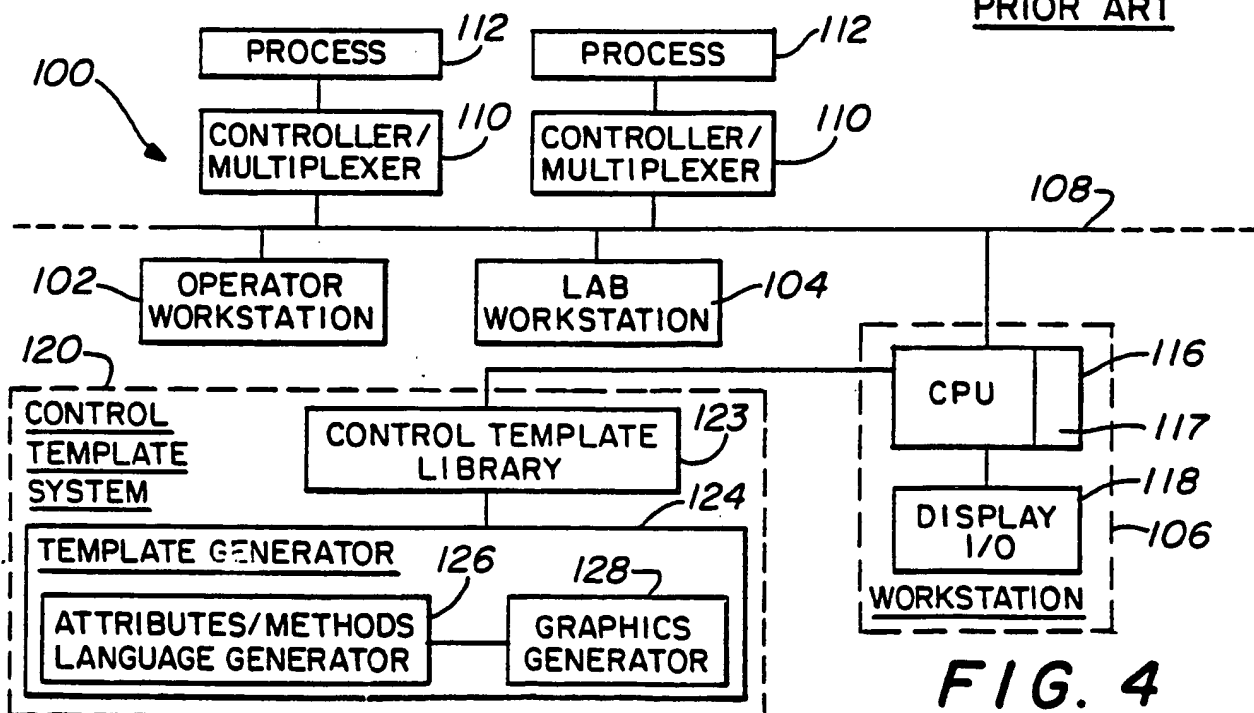 PRIOR ART
PROCESS
112
PROCESS
112
100
CONTROLLER/
MULTIPLEXER
110
CONTROLLER/
MULTIPLEXER
110
108
102
OPERATOR
WORKSTATION
LAB
WORKSTATION
104
120
CONTROL
TEMPLATE
SYSTEM
CONTROL TEMPLATE
LIBRARY
123
CPU
116
117
124
DISPLAY
I/O
118
106
WORKSTATION
TEMPLATE GENERATOR
126
128
ATTRIBUTES/METHODS
LANGUAGE GENERATOR
GRAPHICS
GENERATOR
FIG. 4